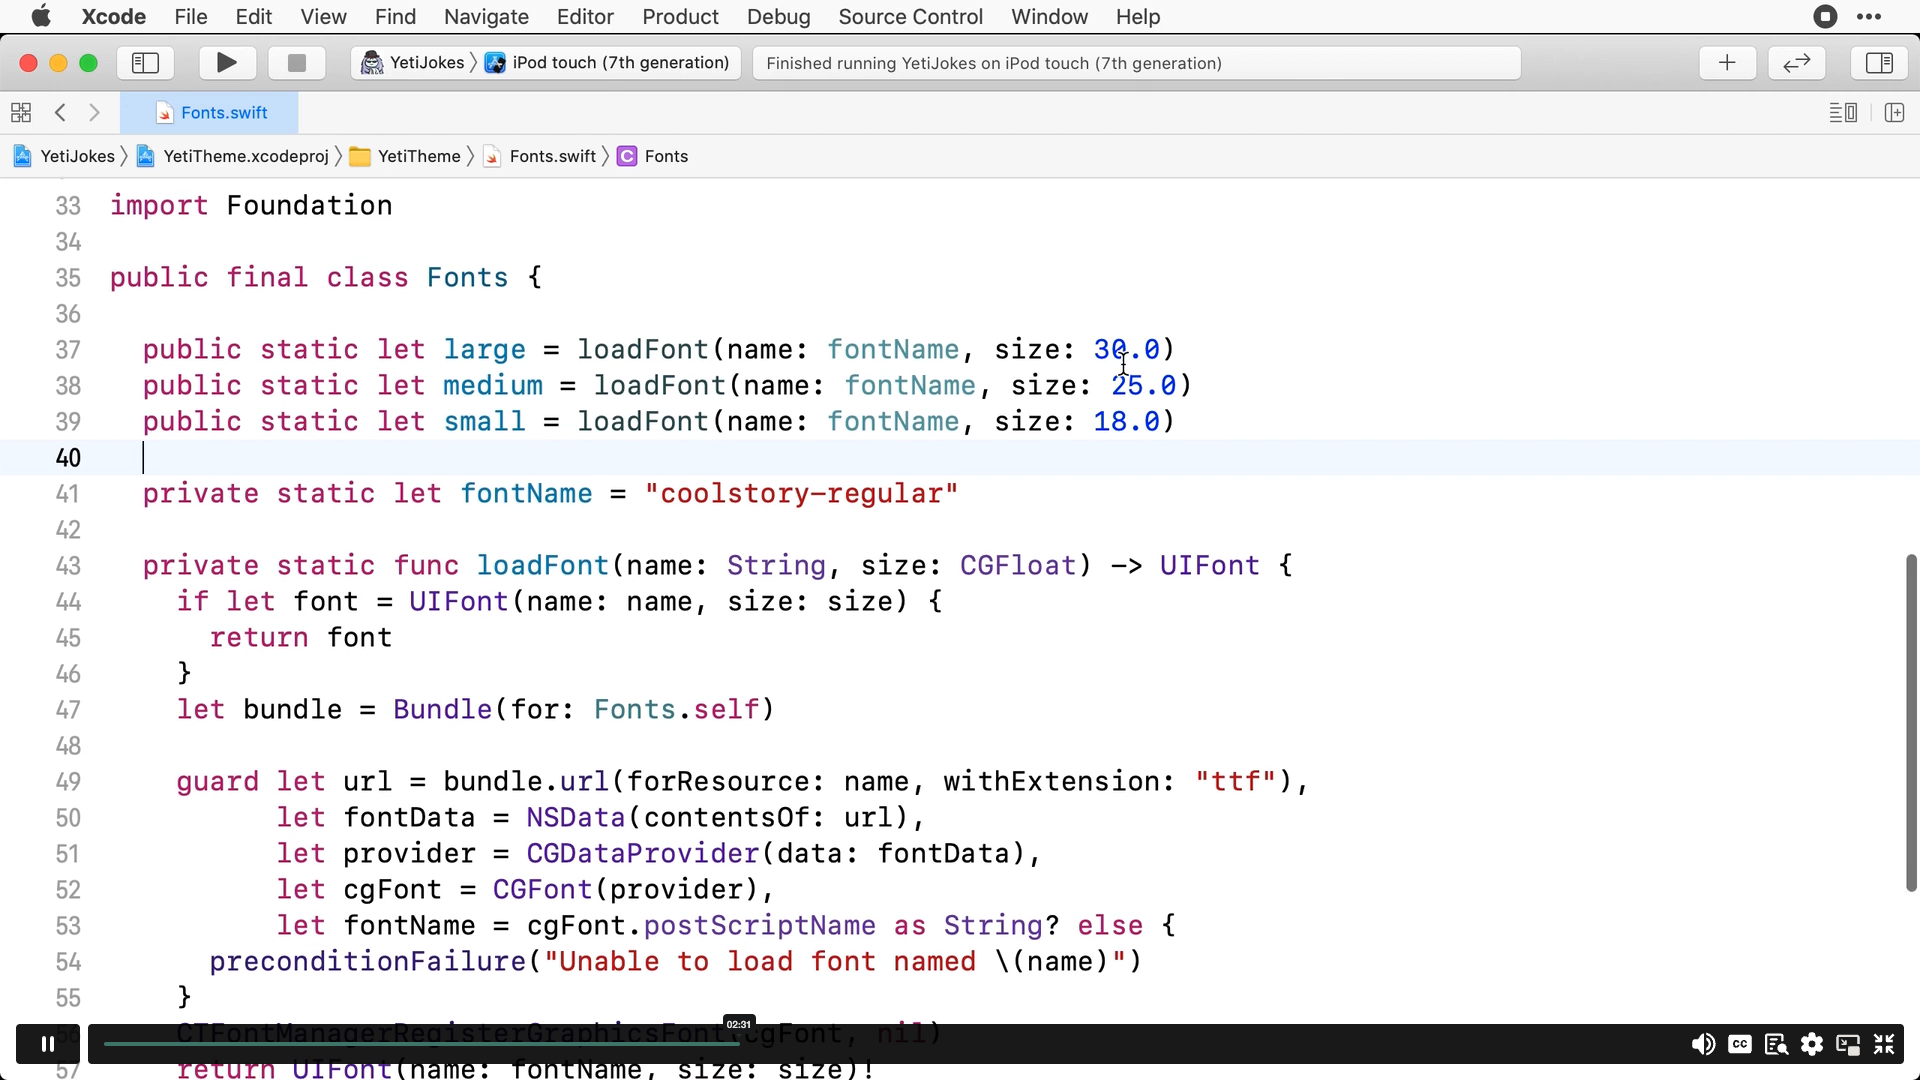 Xcode File Edit View Find Navigate Editor Product Debug Source Control Window Help
YetiJokes iPod touch (7th generation) Finished running YetiJokes on iPod touch (7th generation)
Fonts.swift
YetiJokes YetiTheme.xcodeproj YetiTheme Fonts.swift C Fonts
33 import Foundation
34
35 public final class Fonts {
36
37 public static let large = loadFont(name: fontName, size: 30.0)
38 public static let medium = loadFont(name: fontName, size: 25.0)
39 public static let small = loadFont(name: fontName, size: 18.0)
40
41 private static let fontName = "coolstory-regular"
42
43 private static func loadFont(name: String, size: CGFloat) -> UIFont {
44 if let font = UIFont(name: name, size: size) {
45 return font
46 }
47 let bundle = Bundle(for: Fonts.self)
48
49 guard let url = bundle.url(forResource: name, withExtension: "ttf"),
50 let fontData = NSData(contentsOf: url),
51 let provider = CGDataProvider(data: fontData),
52 let cgFont = CGFont(provider),
53 let fontName = cgFont.postScriptName as String? else {
54 preconditionFailure("Unable to load font named \(name)")
55 }
02:31
56 CTFontManagerRegisterGraphicsFont(cgFont, nil)
CC
57 return UIFont(name: fontName, size: size)!